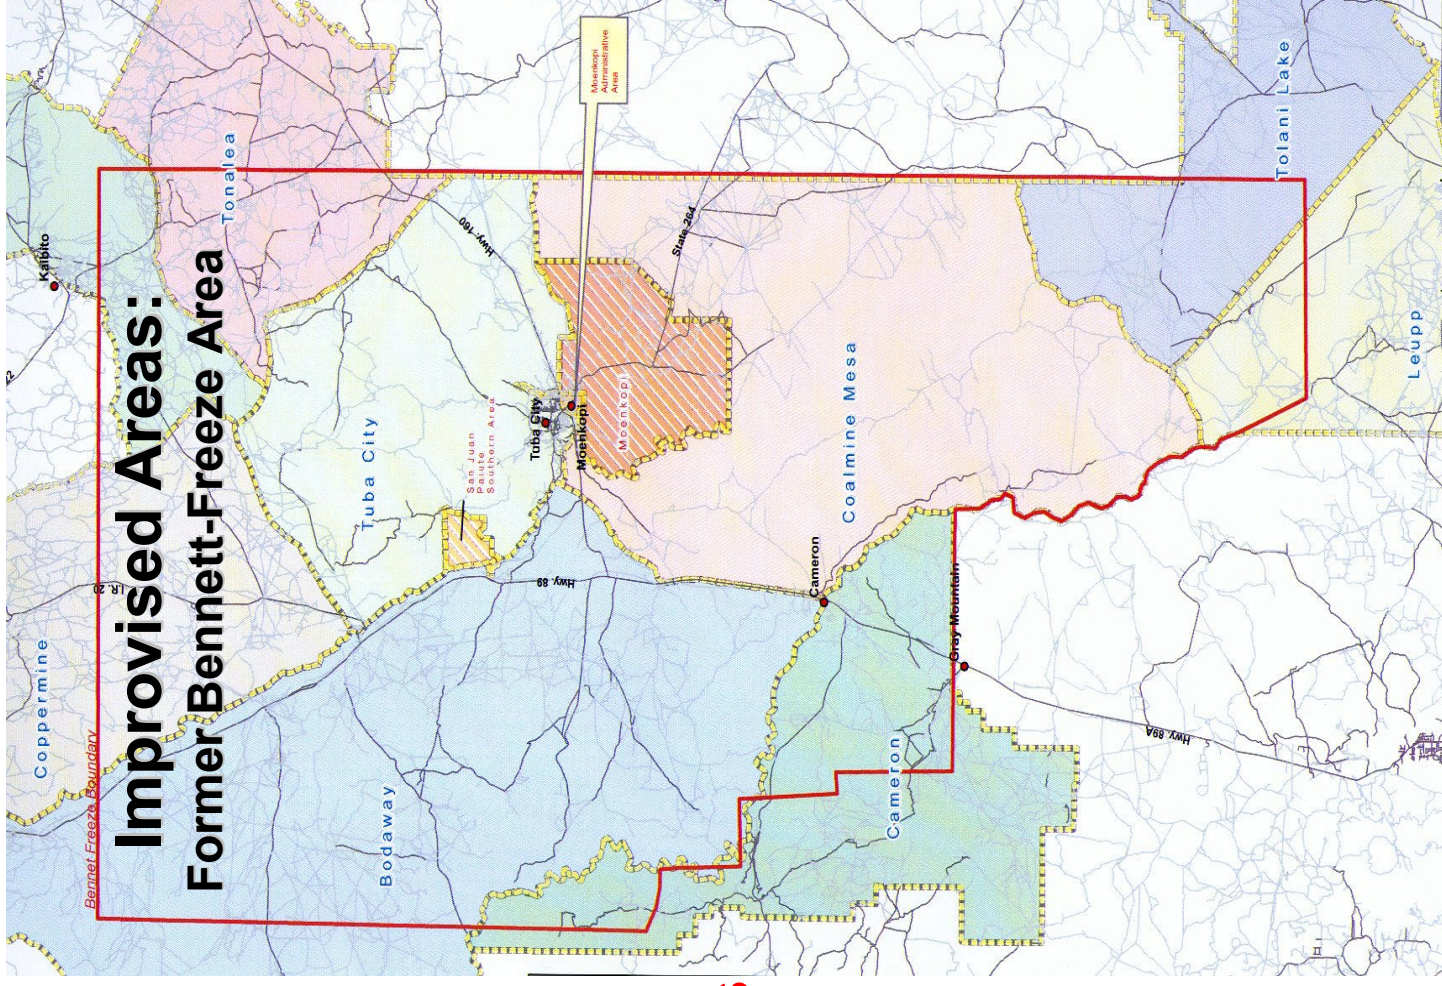 Improvised Areas:
Former Bennett-Freeze Area
Bennet Freeze Boundary
Coppermine
I.R. 20
Kaibito
Tonalea
Hwy. 160
Tuba City
San Juan
Paiute
Southern Area
Tuba City
Moenkopi
Moenkopi
Administrative
Area
Moenkopi
State 264
Hwy. 89
Bodaway
Coalmine Mesa
Cameron
Gray Mountain
Cameron
Hwy. 89A
Tolani Lake
Leupp